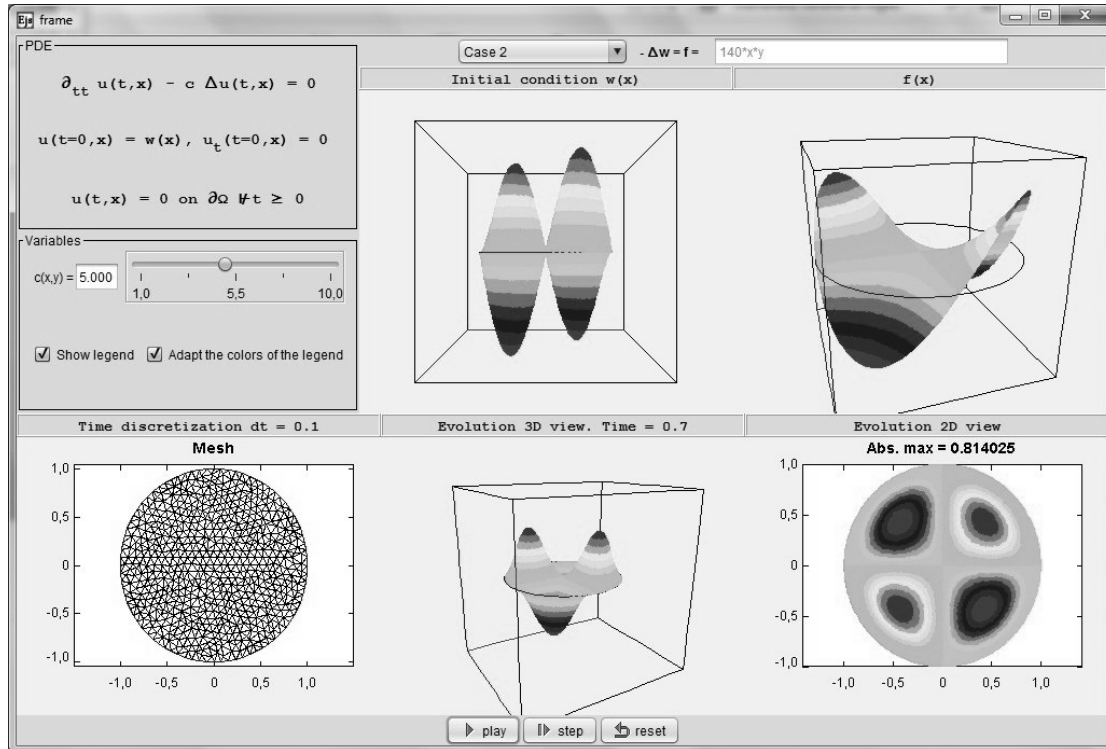 Ejs frame
PDE
∂tt u(t,x) - c Δu(t,x) = 0
u(t=0,x) = w(x), ut(t=0,x) = 0
u(t,x) = 0 on ∂Ω ∀t ≥ 0
Case 2
- Δw = f =
140*x*y
Initial condition w(x)
f(x)
Variables
c(x,y) = 5.000
1,0 5,5 10,0
Show legend
Adapt the colors of the legend
Time discretization dt = 0.1
Evolution 3D view. Time = 0.7
Evolution 2D view
Mesh
1,0
0,5
0
-0,5
-1,0
-1,0 -0,5 0 0,5 1,0
Abs. max = 0.814025
1,0
0,5
0
-0,5
-1,0
-1,0 -0,5 0 0,5 1,0
play
step
reset